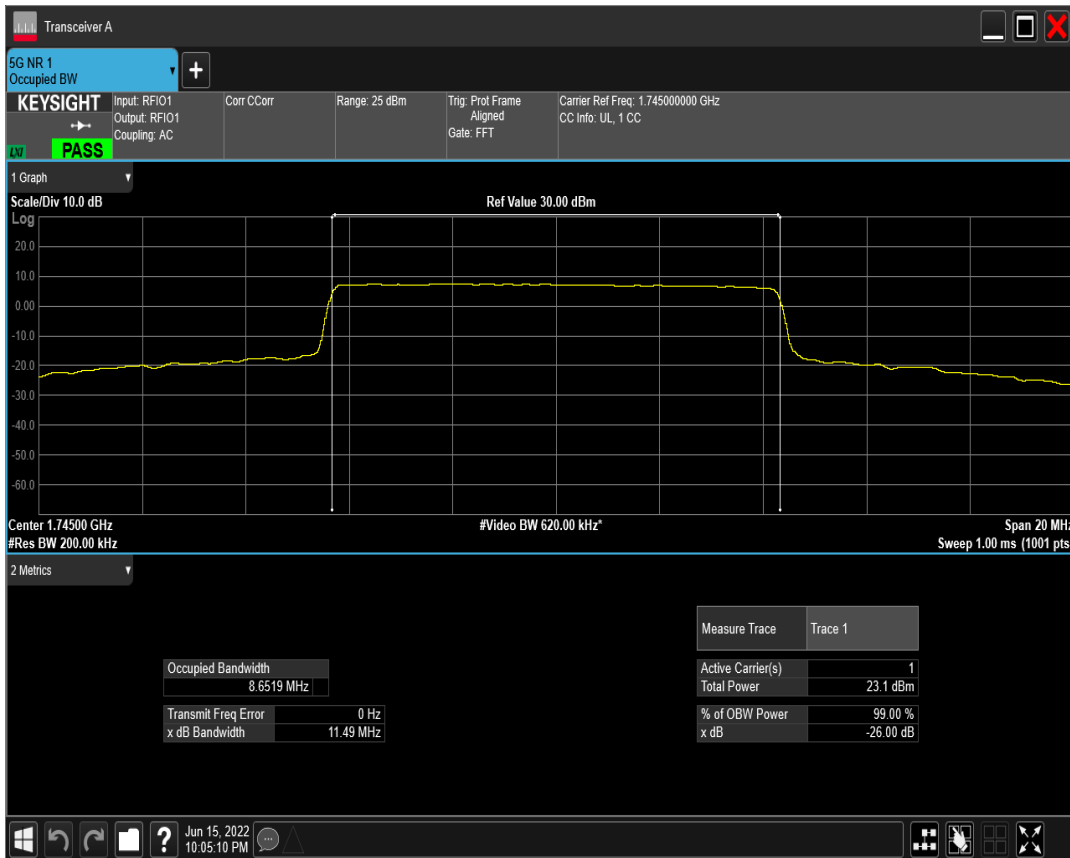 Transceiver A
5G NR 1
Occupied BW
+
KEYSIGHT
LXI
PASS
Input: RFIO1
Output: RFIO1
Coupling: AC
Corr CCorr
Range: 25 dBm
Trig: Prot Frame
Aligned
Gate: FFT
Carrier Ref Freq: 1.745000000 GHz
CC Info: UL, 1 CC
1 Graph
Scale/Div 10.0 dB
Ref Value 30.00 dBm
Log
20.0
10.0
0.00
-10.0
-20.0
-30.0
-40.0
-50.0
-60.0
Center 1.74500 GHz
#Video BW 620.00 kHz*
Span 20 MHz
#Res BW 200.00 kHz
Sweep 1.00 ms (1001 pts
2 Metrics
Measure Trace Trace 1
Occupied Bandwidth
8.6519 MHz
Active Carrier(s) 1
Total Power 23.1 dBm
Transmit Freq Error 0 Hz
x dB Bandwidth 11.49 MHz
% of OBW Power 99.00 %
x dB -26.00 dB
?
Jun 15, 2022
10:05:10 PM